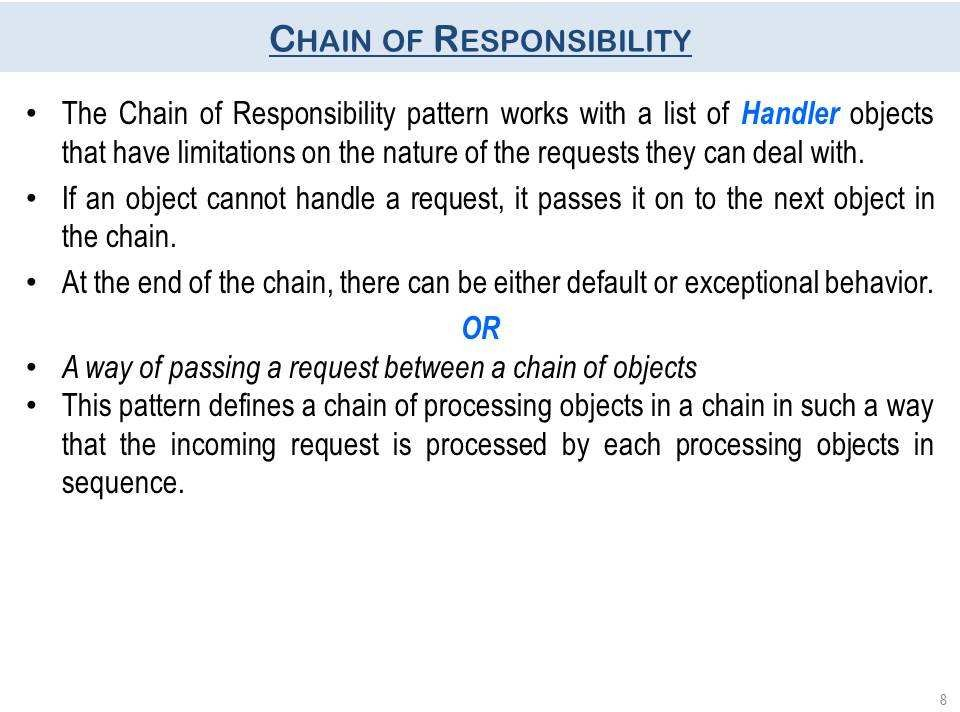 CHAIN OF RESPONSIBILITY
• The Chain of Responsibility pattern works with a list of Handler objects
that have limitations on the nature of the requests they can deal with.
• If an object cannot handle a request, it passes it on to the next object in
the chain.
• At the end of the chain, there can be either default or exceptional behavior.
OR
• A way of passing a request between a chain of objects
• This pattern defines a chain of processing objects in a chain in such a way
that the incoming request is processed by each processing objects in
sequence.
8